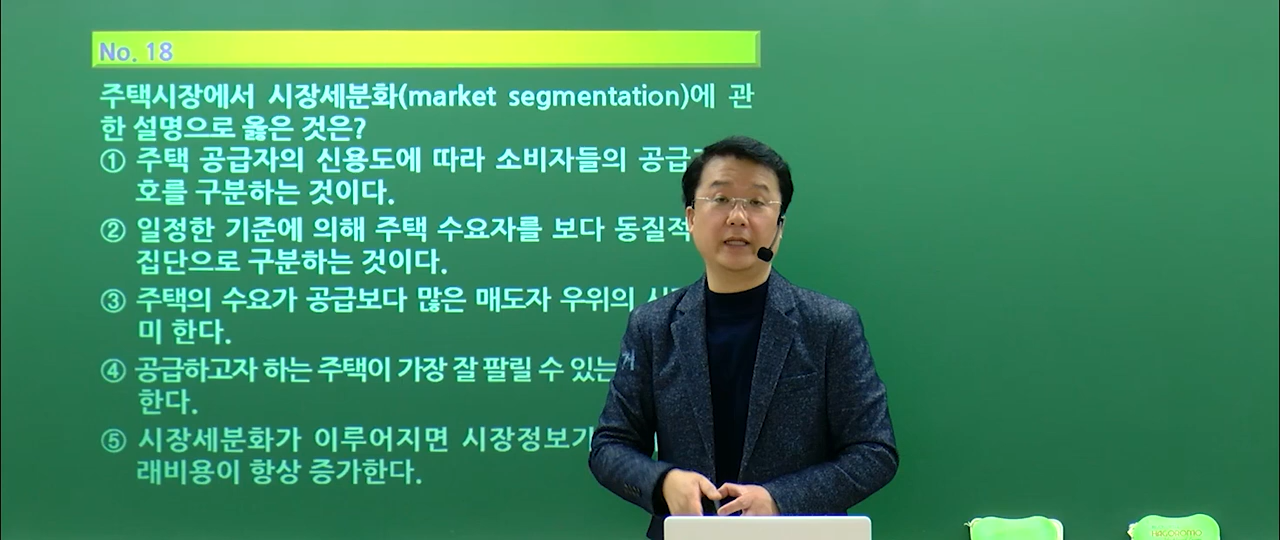 No. 18
주택시장에서 시장세분화(market segmentation)에 관
한 설명으로 옳은 것은?
① 주택 공급자의 신용도에 따라 소비자들의
호를 구분하는 것이다.
② 일정한 기준에 의해 주택 수요자를 보다 동질적
집단으로 구분하는 것이다.
③ 주택의 수요가 공급보다 많은 매도자 우위의
미 한다.
④ 공급하고자 하는 주택이 가장 잘 팔릴 수 있는
한다.
⑤ 시장세분화가 이루어지면
래비용이 항상 증가한다.